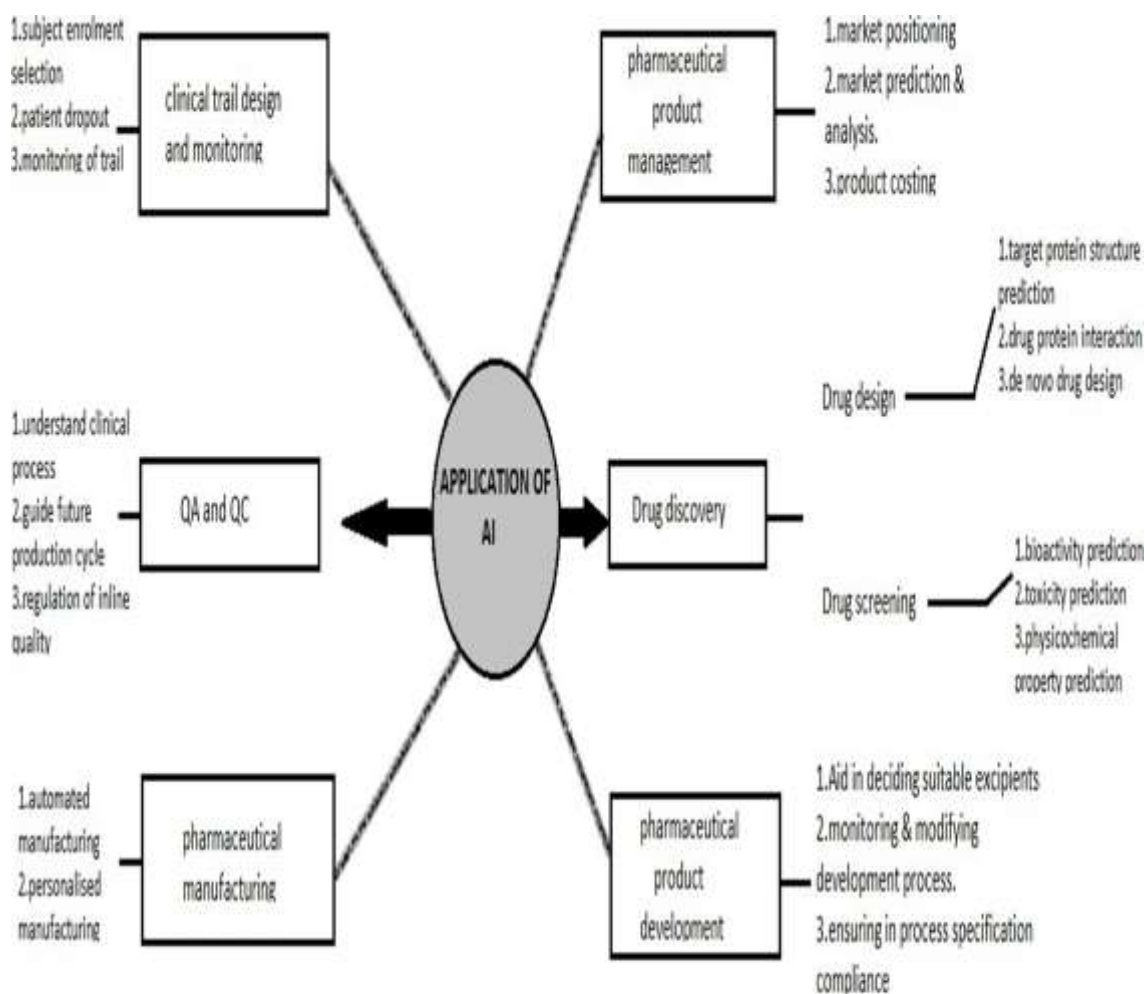 1.subject enrolment
selection
2.patient dropout
3.monitoring of trail
clinical trail design
and monitoring
pharmaceutical
product
management
1.market positioning
2.market prediction &
analysis.
3.product costing
1.understand clinical
process
2.guide future
production cycle
3.regulation of inline
quality
QA and QC
APPLICATION OF
AI
Drug discovery
Drug design
1.target protein structure
prediction
2.drug protein interaction
3.de novo drug design
Drug screening
1.bioactivity prediction
2.toxicity prediction
3.physicochemical
property prediction
1.automated
manufacturing
2.personalised
manufacturing
pharmaceutical
manufacturing
pharmaceutical
product
development
1.Aid in deciding suitable excipients
2.monitoring & modifying
development process.
3.ensuring in process specification
compliance